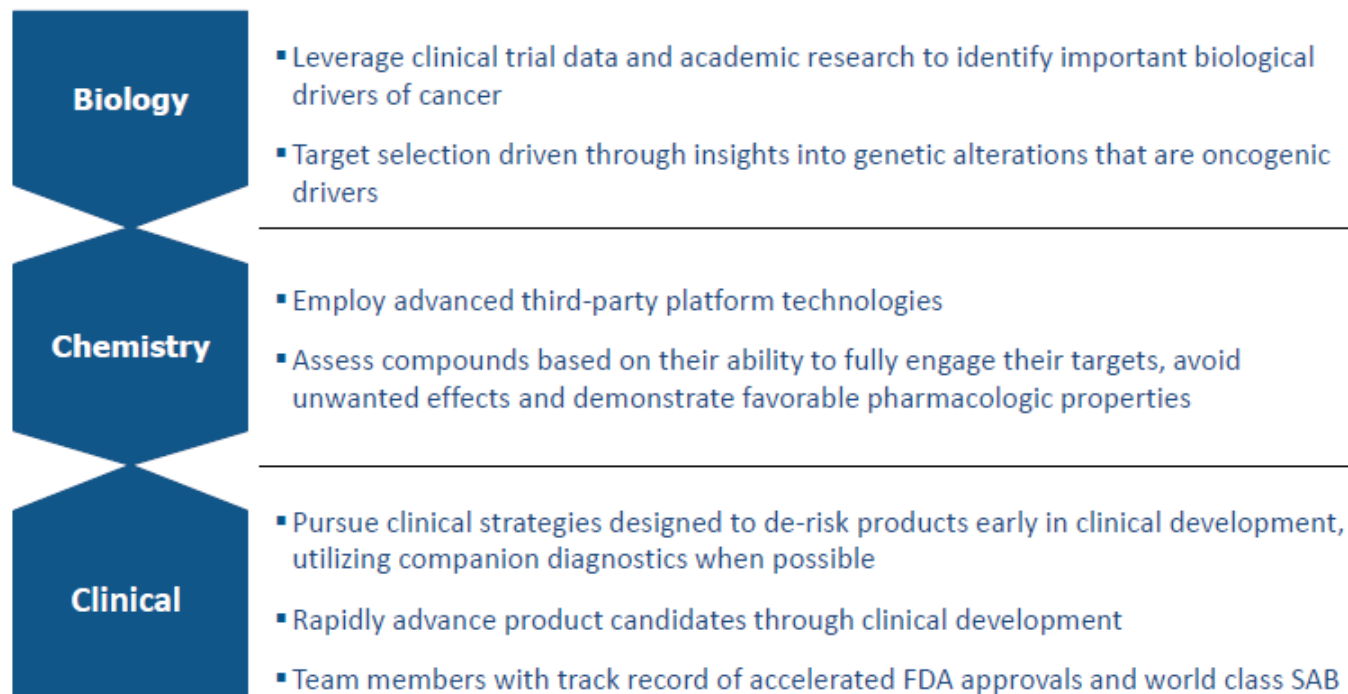 Biology
▪ Leverage clinical trial data and academic research to identify important biological
drivers of cancer
▪ Target selection driven through insights into genetic alterations that are oncogenic
drivers
Chemistry
▪ Employ advanced third-party platform technologies
▪ Assess compounds based on their ability to fully engage their targets, avoid
unwanted effects and demonstrate favorable pharmacologic properties
Clinical
▪ Pursue clinical strategies designed to de-risk products early in clinical development,
utilizing companion diagnostics when possible
▪ Rapidly advance product candidates through clinical development
▪ Team members with track record of accelerated FDA approvals and world class SAB